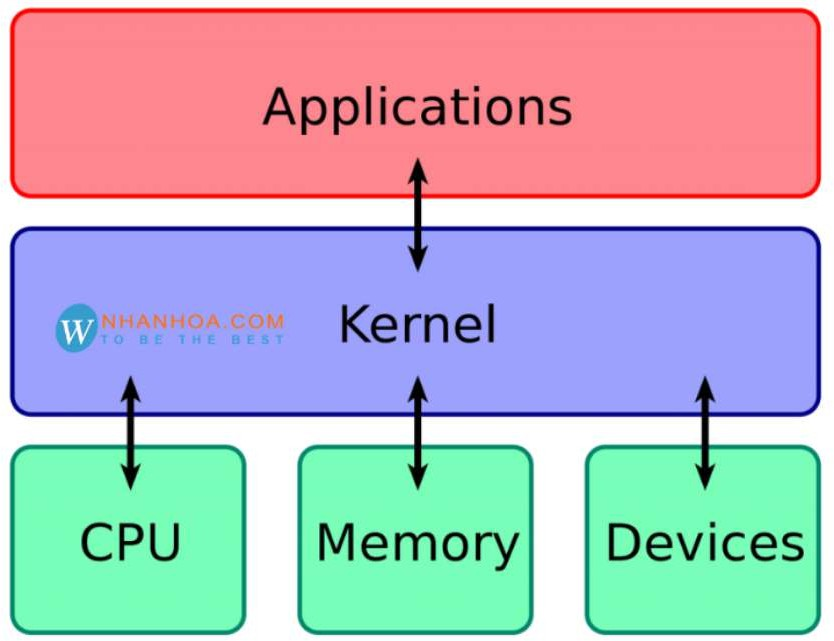 Applications
W NHANHOA.COM
TO BE THE BEST
Kernel
CPU
Memory
Devices